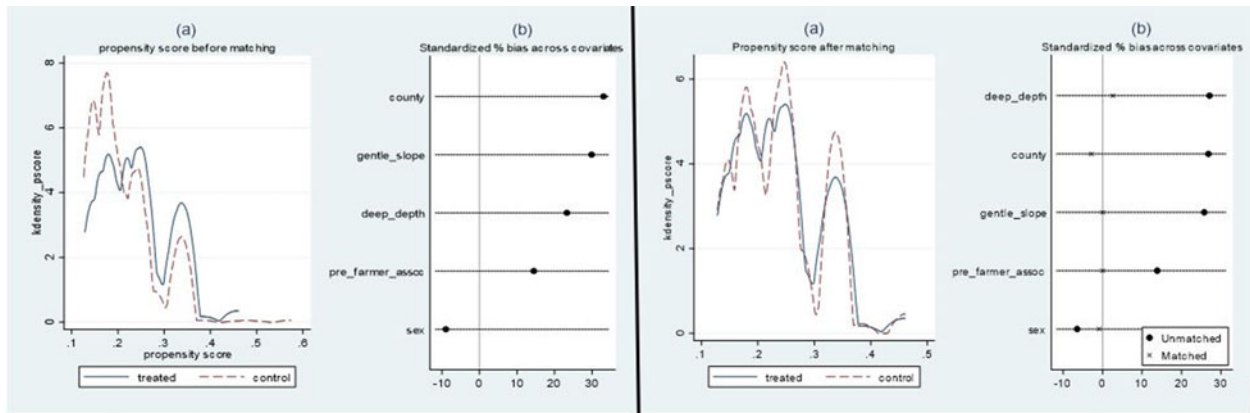 (a)
propensity score before matching
kdensity_pscore
8
6
4
2
0
.1 .2 .3 .4 .5 .6
propensity score
treated control
(b)
Standardized % bias across covariates
county
gentle_slope
deep_depth
pre_farmer_assoc
sex
-10 0 10 20 30
(a)
Propensity score after matching
kdensity_pscore
6
4
2
0
.1 .2 .3 .4 .5
treated control
(b)
Standardized % bias across covariates
deep_depth
county
gentle_slope
pre_farmer_assoc
sex
Unmatched
Matched
-10 0 10 20 30